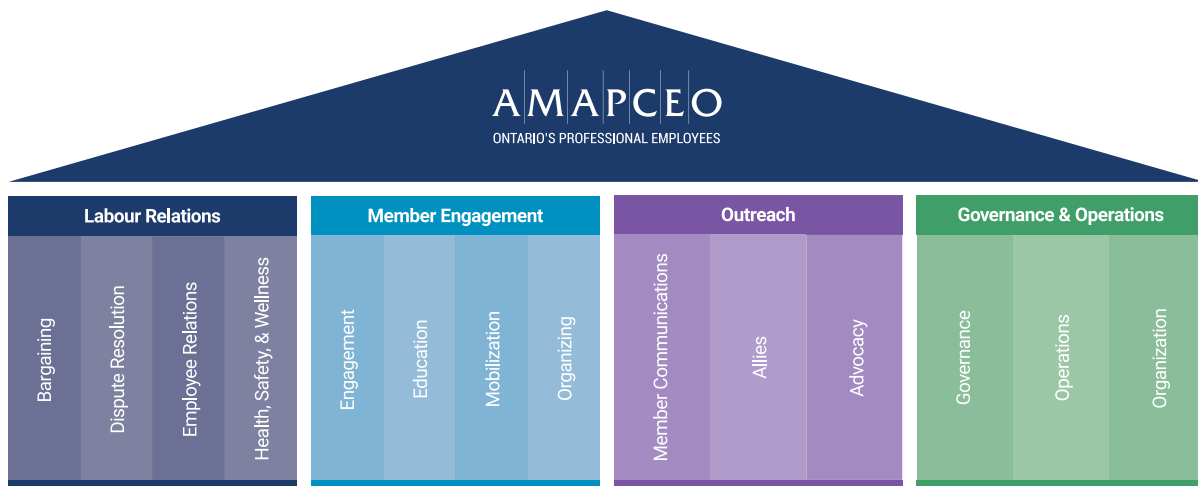 AMAPCEO
ONTARIO'S PROFESSIONAL EMPLOYEES
Labour Relations
Bargaining
Dispute Resolution
Employee Relations
Health, Safety, & Wellness
Member Engagement
Engagement
Education
Mobilization
Organizing
Outreach
Member Communications
Allies
Advocacy
Governance & Operations
Governance
Operations
Organization